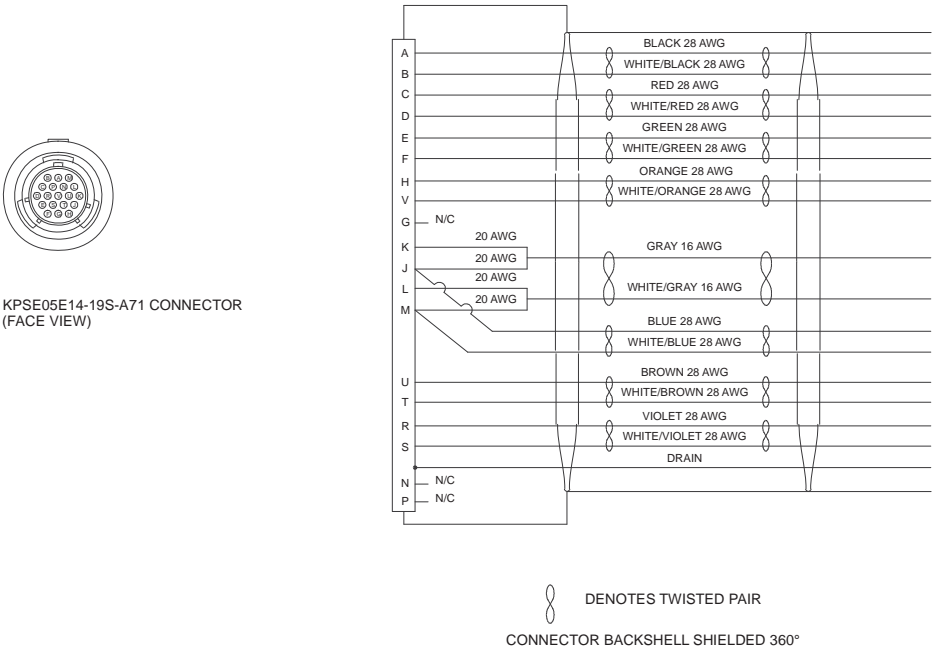 BLACK 28 AWG
A
WHITE/BLACK 28 AWG
B
RED 28 AWG
C
WHITE/RED 28 AWG
D
GREEN 28 AWG
E
WHITE/GREEN 28 AWG
F
ORANGE 28 AWG
H
WHITE/ORANGE 28 AWG
V
G N/C
20 AWG
K GRAY 16 AWG
20 AWG
J
20 AWG
L WHITE/GRAY 16 AWG
20 AWG
M
BLUE 28 AWG
WHITE/BLUE 28 AWG
BROWN 28 AWG
U
WHITE/BROWN 28 AWG
T
VIOLET 28 AWG
R
WHITE/VIOLET 28 AWG
S
DRAIN
N N/C
P N/C
KPSE05E14-19S-A71 CONNECTOR
(FACE VIEW)
DENOTES TWISTED PAIR
CONNECTOR BACKSHELL SHIELDED 360°